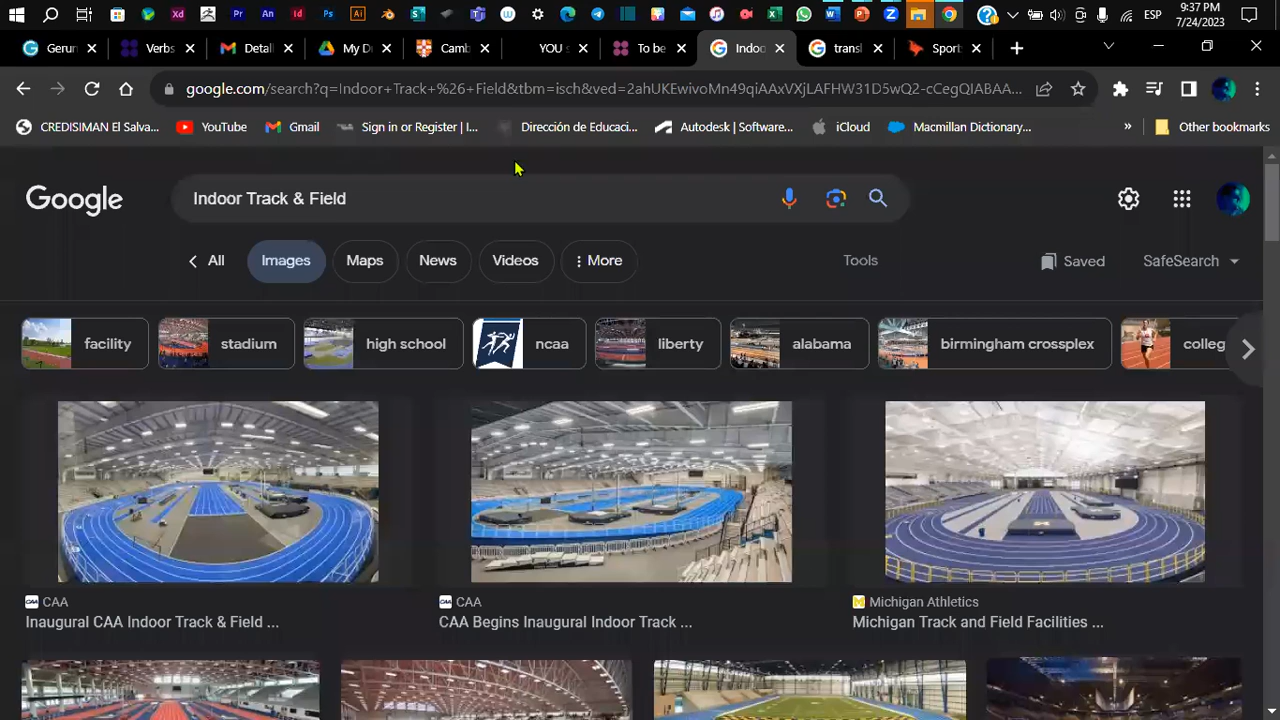 9:37 PM
ESP
7/24/2023
Gerun
Verbs
Detail
My D
Camb
YOU s
To be
Indoo
transl
Sport
google.com/search?q=Indoor+Track+%26+Field&tbm=isch&ved=2ahUKEwivoMn49qiAAxVXjLAFHW31D5wQ2-cCegQIABAA...
CREDISIMAN El Salva...
YouTube
Gmail
Sign in or Register | I...
Dirección de Educaci...
Autodesk | Software...
iCloud
Macmillan Dictionary...
»
Other bookmarks
Google
Indoor Track & Field
All
Images
Maps
News
Videos
More
Tools
Saved
SafeSearch
facility
stadium
high school
ncaa
liberty
alabama
birmingham crossplex
colleg
CAA
Inaugural CAA Indoor Track & Field ...
CAA
CAA Begins Inaugural Indoor Track ...
Michigan Athletics
Michigan Track and Field Facilities ...